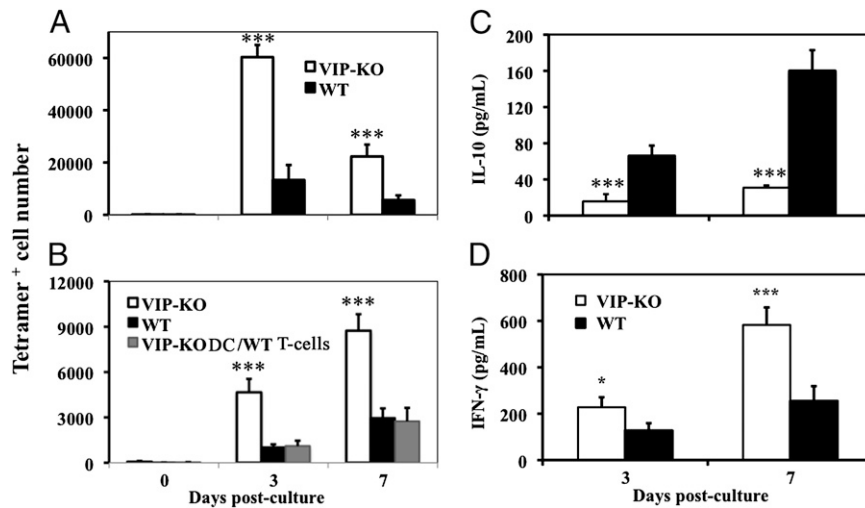 A
60000
40000
20000
0
***
***
VIP-KO
WT
Tetramer + cell number
B
12000
9000
6000
3000
0
VIP-KO
WT
VIP-KO DC/WT T-cells
***
***
0 3 7
Days post-culture
C
IL-10 (pg/mL)
200
160
120
80
40
0
***
***
D
IFN-γ (pg/mL)
800
600
400
200
0
VIP-KO
WT
*
***
3 7
Days post-culture